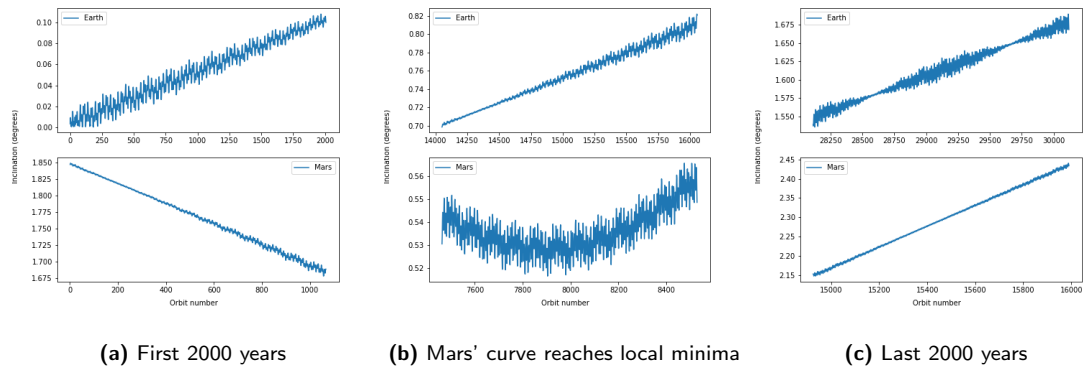 Earth
0.10
0.08
0.06
0.04
0.02
0.00
0 250 500 750 1000 1250 1500 1750 2000
Inclination (degrees)
Mars
1.850
1.825
1.800
1.775
1.750
1.725
1.700
1.675
0 200 400 600 800 1000
Orbit number
(a) First 2000 years
Earth
0.82
0.80
0.78
0.76
0.74
0.72
0.70
14000 14250 14500 14750 15000 15250 15500 15750 16000
Inclination (degrees)
Mars
0.56
0.55
0.54
0.53
0.52
7600 7800 8000 8200 8400
Orbit number
(b) Mars' curve reaches local minima
Earth
1.675
1.650
1.625
1.600
1.575
1.550
28250 28500 28750 29000 29250 29500 29750 30000
Inclination (degrees)
Mars
2.45
2.40
2.35
2.30
2.25
2.20
2.15
15000 15200 15400 15600 15800 16000
Orbit number
(c) Last 2000 years